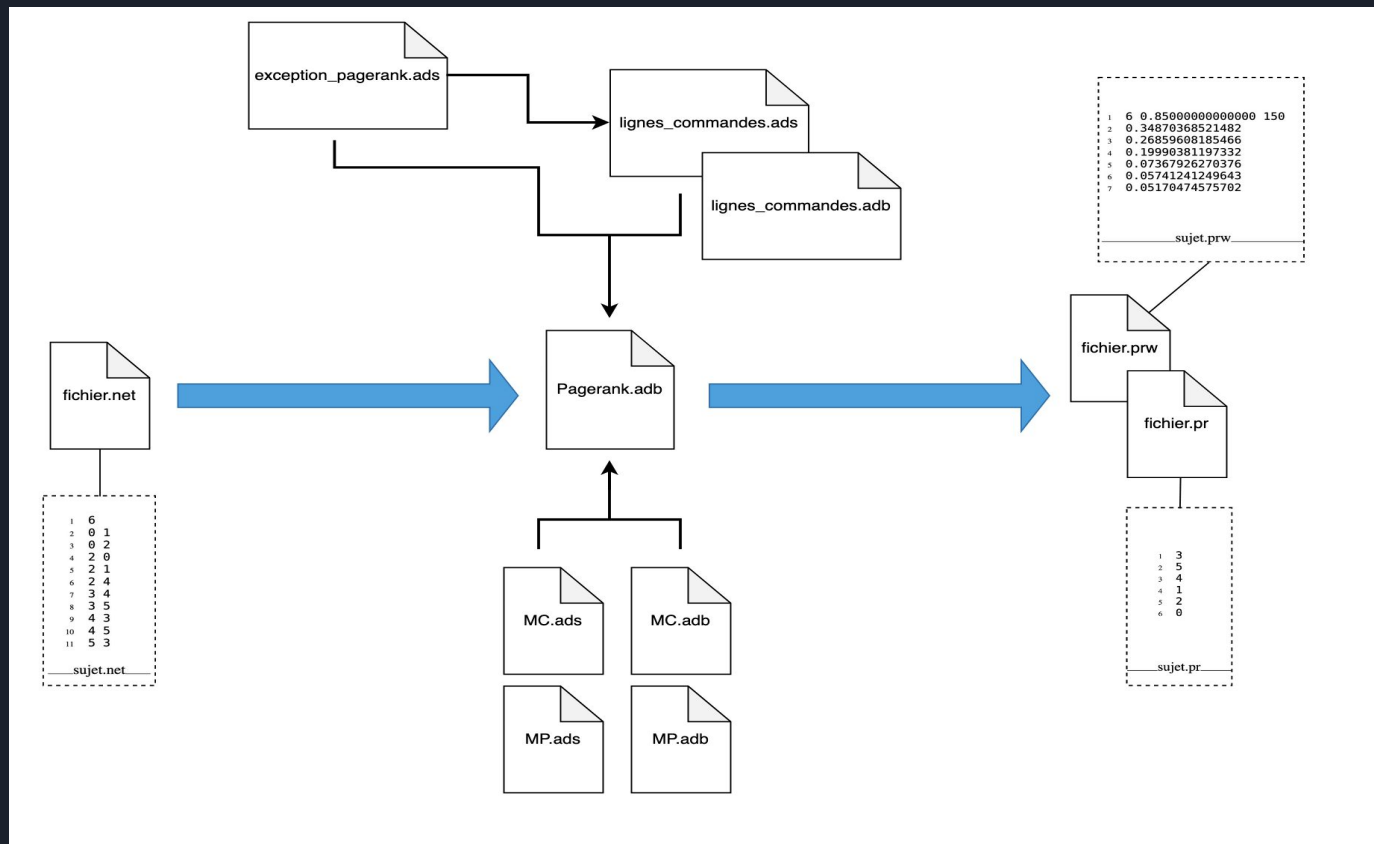 exception_pagerank.ads
lignes_commandes.ads
lignes_commandes.adb
1 6 0.85000000000000 150
2 0.34870368521482
3 0.26859608185466
4 0.19990381197332
5 0.07367926270376
6 0.05741241249643
7 0.05170474575702
sujet.prw
fichier.net
Pagerank.adb
fichier.prw
fichier.pr
1 6
2 0 1
3 0 2
4 2 0
5 2 1
6 2 4
7 3 4
8 3 5
9 4 3
10 4 5
11 5 3
sujet.net
MC.ads
MC.adb
MP.ads
MP.adb
1 3
2 5
3 4
4 1
5 2
6 0
sujet.pr